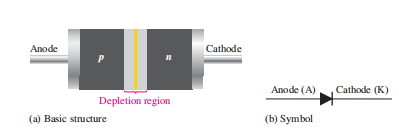 Anode
p
n
Cathode
Depletion region
(a) Basic structure
Anode (A)
Cathode (K)
(b) Symbol